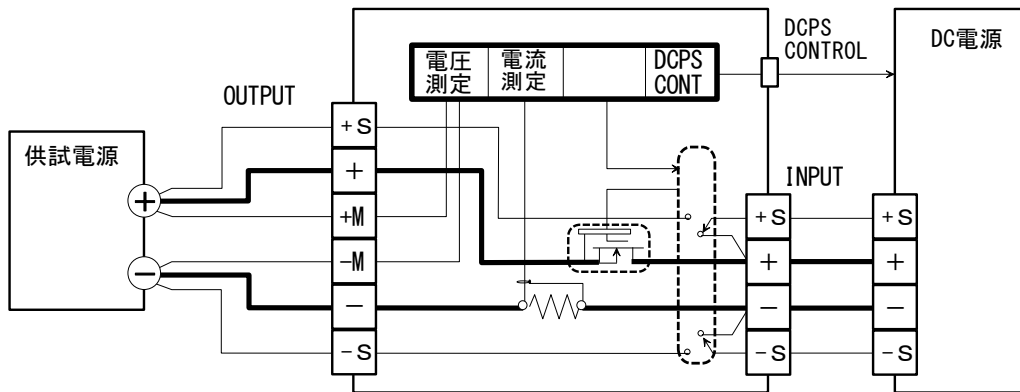 DCPS
CONTROL
DC電源
電圧
測定
電流
測定
DCPS
CONT
OUTPUT
供試電源
+S
+
+M
-M
-
-S
+
-
INPUT
+S
+
-
-S
+S
+
-
-S